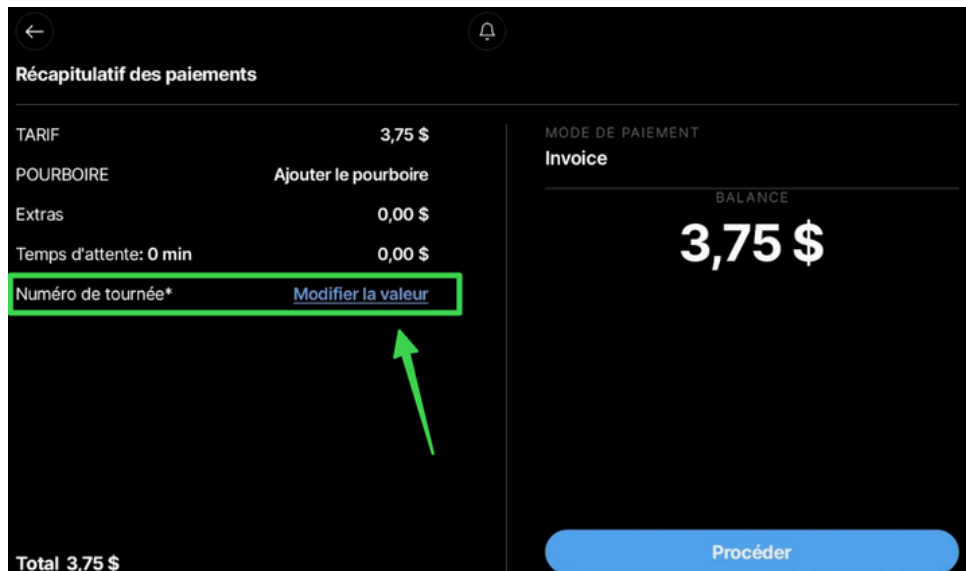 Récapitulatif des paiements
TARIF 3,75 $
POURBOIRE Ajouter le pourboire
Extras 0,00 $
Temps d'attente: 0 min 0,00 $
Numéro de tournée* Modifier la valeur
Total 3,75 $
MODE DE PAIEMENT
Invoice
BALANCE
3,75 $
Procéder